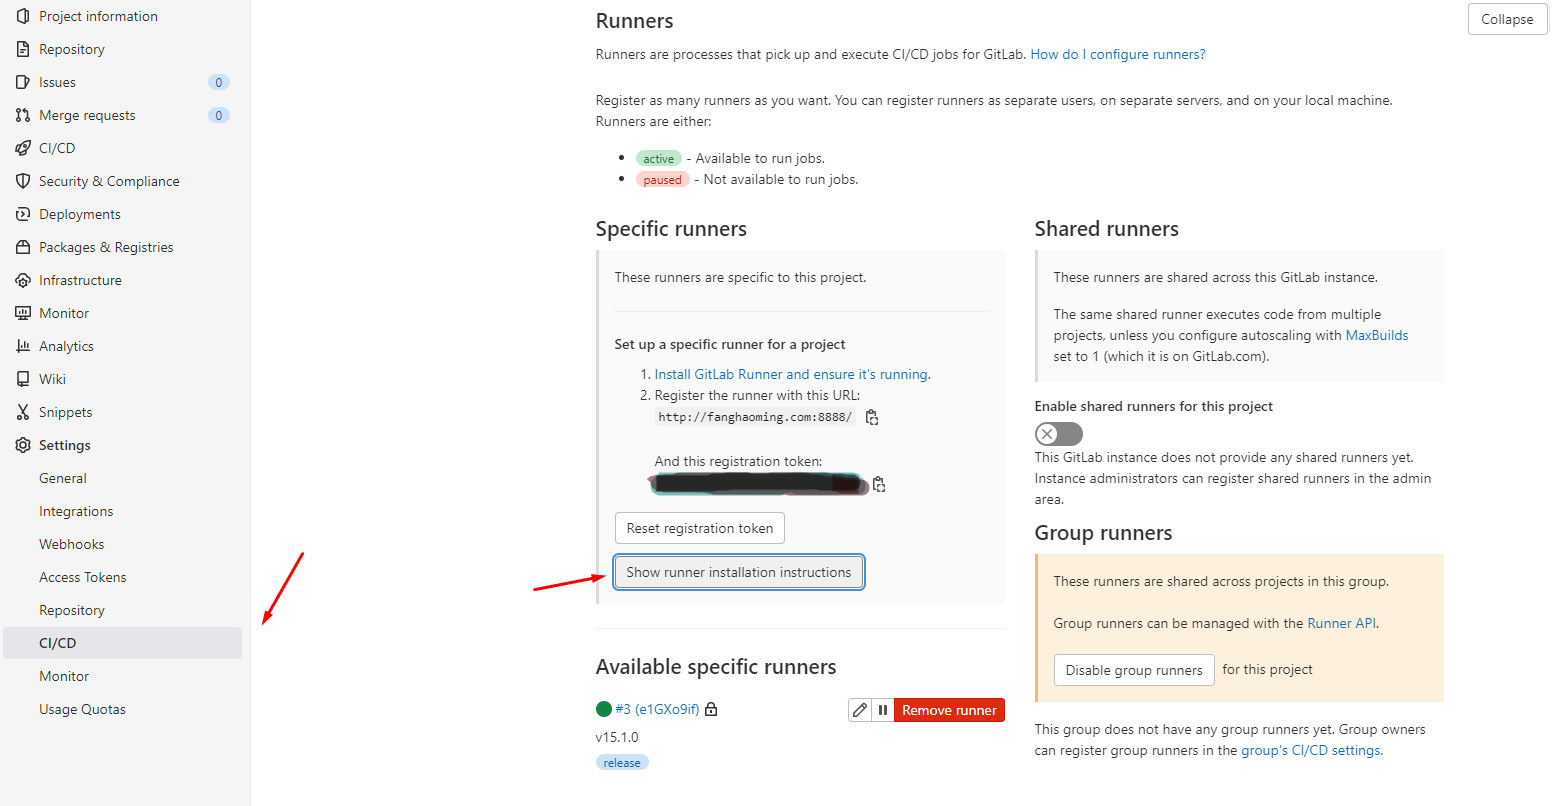 Project information
Repository
Issues 0
Merge requests 0
CI/CD
Security & Compliance
Deployments
Packages & Registries
Infrastructure
Monitor
Analytics
Wiki
Snippets
Settings
General
Integrations
Webhooks
Access Tokens
Repository
CI/CD
Monitor
Usage Quotas
Runners
Collapse
Runners are processes that pick up and execute CI/CD jobs for GitLab. How do I configure runners?
Register as many runners as you want. You can register runners as separate users, on separate servers, and on your local machine.
Runners are either:
active - Available to run jobs.
paused - Not available to run jobs.
Specific runners
These runners are specific to this project.
Set up a specific runner for a project
1. Install GitLab Runner and ensure it's running.
2. Register the runner with this URL:
http://fanghaoming.com:8888/
And this registration token:
Reset registration token
Show runner installation instructions
Available specific runners
#3 (e1GXo9if)
Remove runner
v15.1.0
release
Shared runners
These runners are shared across this GitLab instance.
The same shared runner executes code from multiple
projects, unless you configure autoscaling with MaxBuilds
set to 1 (which it is on GitLab.com).
Enable shared runners for this project
This GitLab instance does not provide any shared runners yet.
Instance administrators can register shared runners in the admin
area.
Group runners
These runners are shared across projects in this group.
Group runners can be managed with the Runner API.
Disable group runners for this project
This group does not have any group runners yet. Group owners
can register group runners in the group's CI/CD settings.